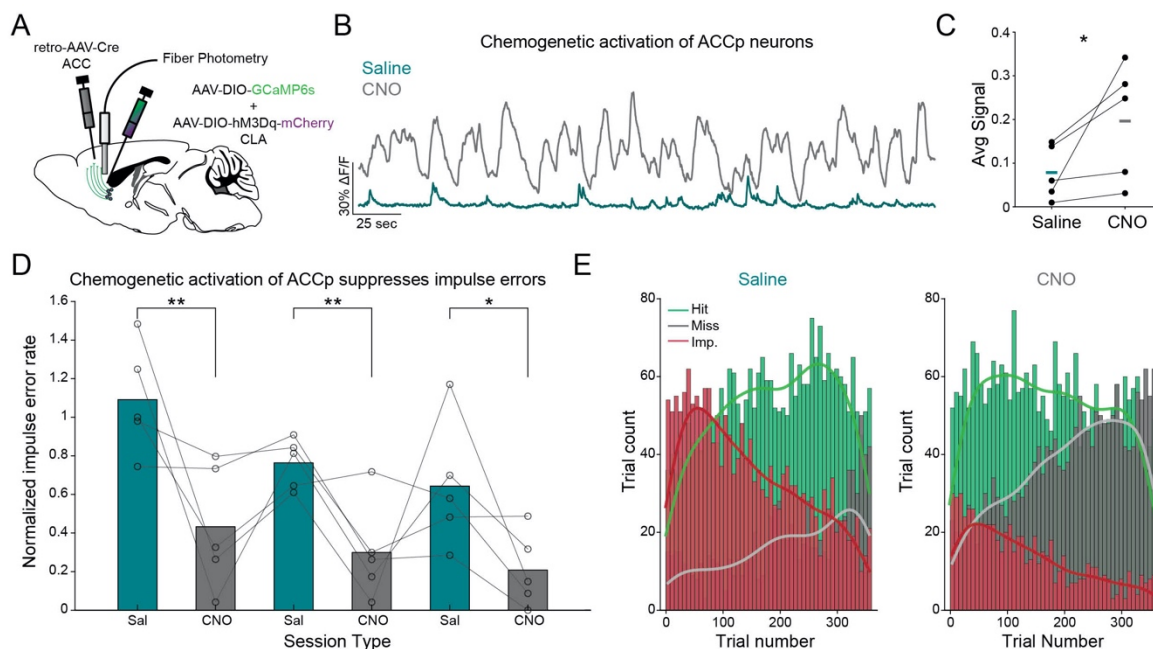 A
retro-AAV-Cre
ACC
Fiber Photometry
AAV-DIO-GCaMP6s
+
AAV-DIO-hM3Dq-mCherry
CLA
B
Chemogenetic activation of ACCp neurons
Saline
CNO
30% ΔF/F
25 sec
C
*
Avg Signal
0.4
0.3
0.2
0.1
0
Saline CNO
D
Chemogenetic activation of ACCp suppresses impulse errors
** ** *
Normalized impulse error rate
1.6
1.4
1.2
1
0.8
0.6
0.4
0.2
0
Sal CNO Sal CNO Sal CNO
Session Type
E
Saline
Hit
Miss
Imp.
Trial count
80
60
40
20
0
0 100 200 300
Trial number
CNO
Trial count
80
60
40
20
0
0 100 200 300
Trial Number